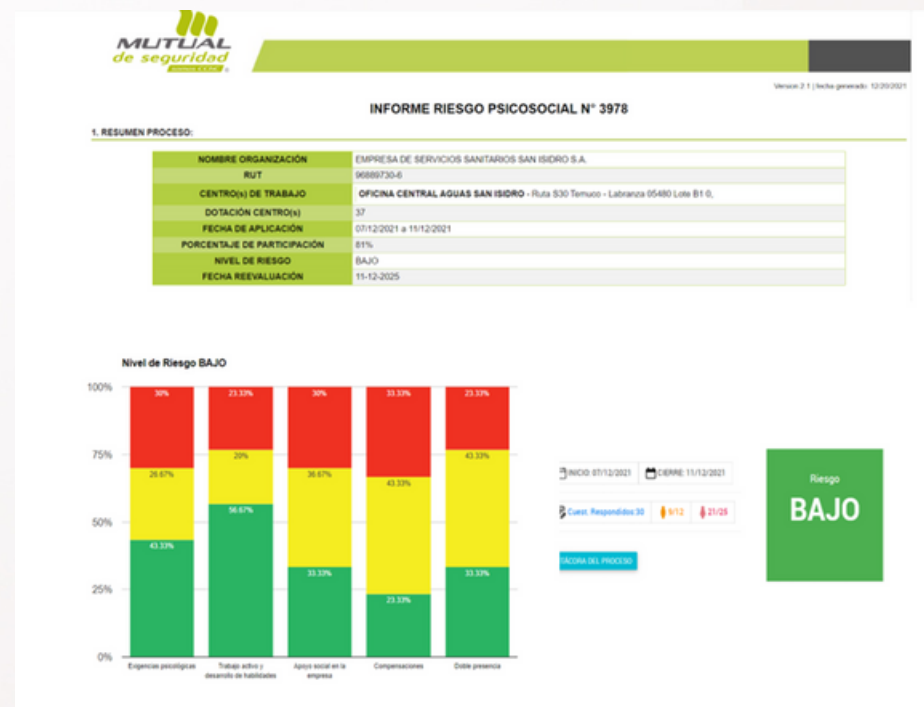 MUTUAL
de seguridad
Version 2.1 | fecha generado: 12/20/2021
INFORME RIESGO PSICOSOCIAL N° 3978
1. RESUMEN PROCESO:
NOMBRE ORGANIZACIÓN EMPRESA DE SERVICIOS SANITARIOS SAN ISIDRO S.A.
RUT 96889730-6
CENTRO(s) DE TRABAJO OFICINA CENTRAL AGUAS SAN ISIDRO - Ruta S30 Temuco - Labranza 05480 Lote B1 0,
DOTACIÓN CENTRO(s) 37
FECHA DE APLICACIÓN 07/12/2021 a 11/12/2021
PORCENTAJE DE PARTICIPACIÓN 81%
NIVEL DE RIESGO BAJO
FECHA REEVALUACIÓN 11-12-2025
Nivel de Riesgo BAJO
100%
75%
50%
25%
0%
30% 23.33% 30% 33.33% 23.33%
26.67% 20% 36.67% 43.33% 43.33%
43.33% 56.67% 33.33% 23.33% 33.33%
Exigencias psicológicas
Trabajo activo y
desarrollo de habilidades
Apoyo social en la
empresa
Compensaciones
Doble presencia
INICIO: 07/12/2021 CIERRE: 11/12/2021
Cuest. Respondidos 30 9/12 21/25
TÁCORA DEL PROCESO
Riesgo
BAJO